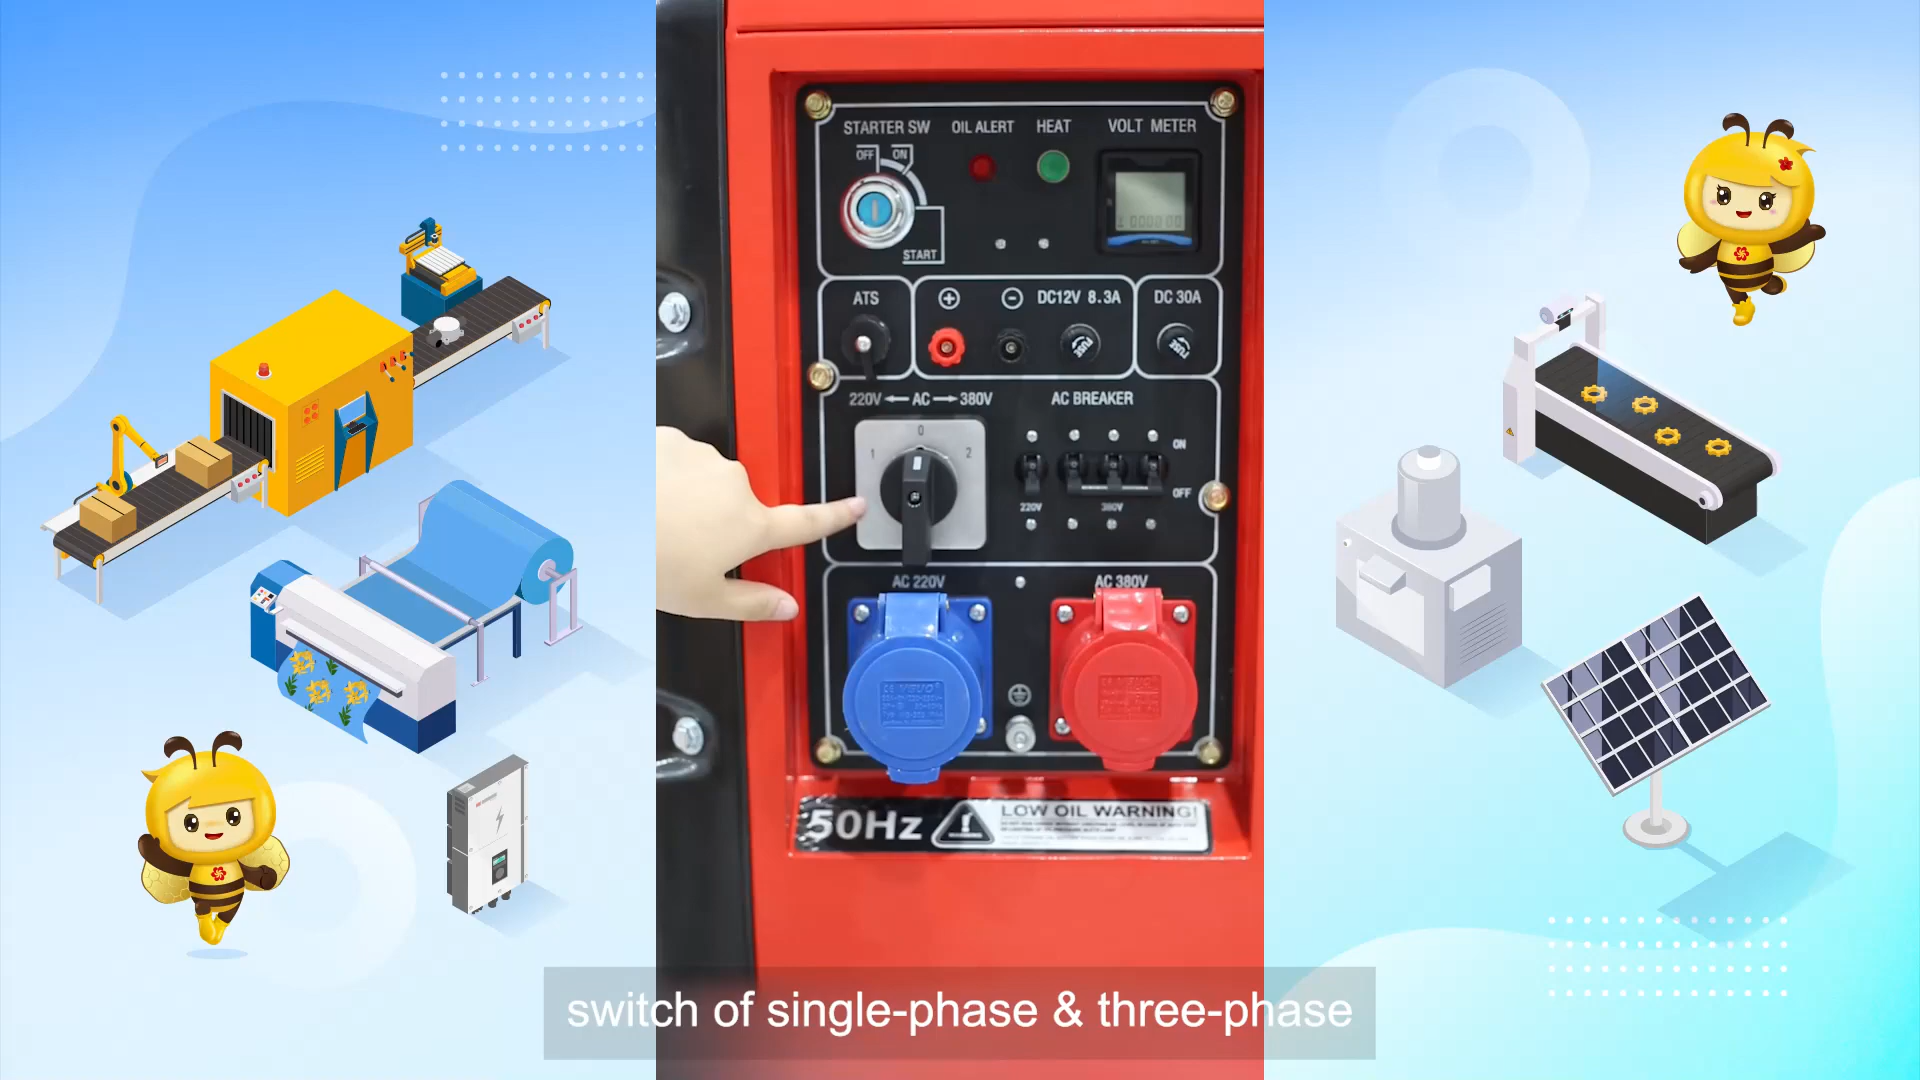 STARTER SW OIL ALERT HEAT VOLT METER
OFF ON
START
ATS + - DC12V 8.3A DC 30A
FUSE FUSE
220V ← AC → 380V AC BREAKER
0
1 2
ON
OFF
220V 380V
AC 220V AC 380V
50Hz LOW OIL WARNING!
switch of single-phase & three-phase